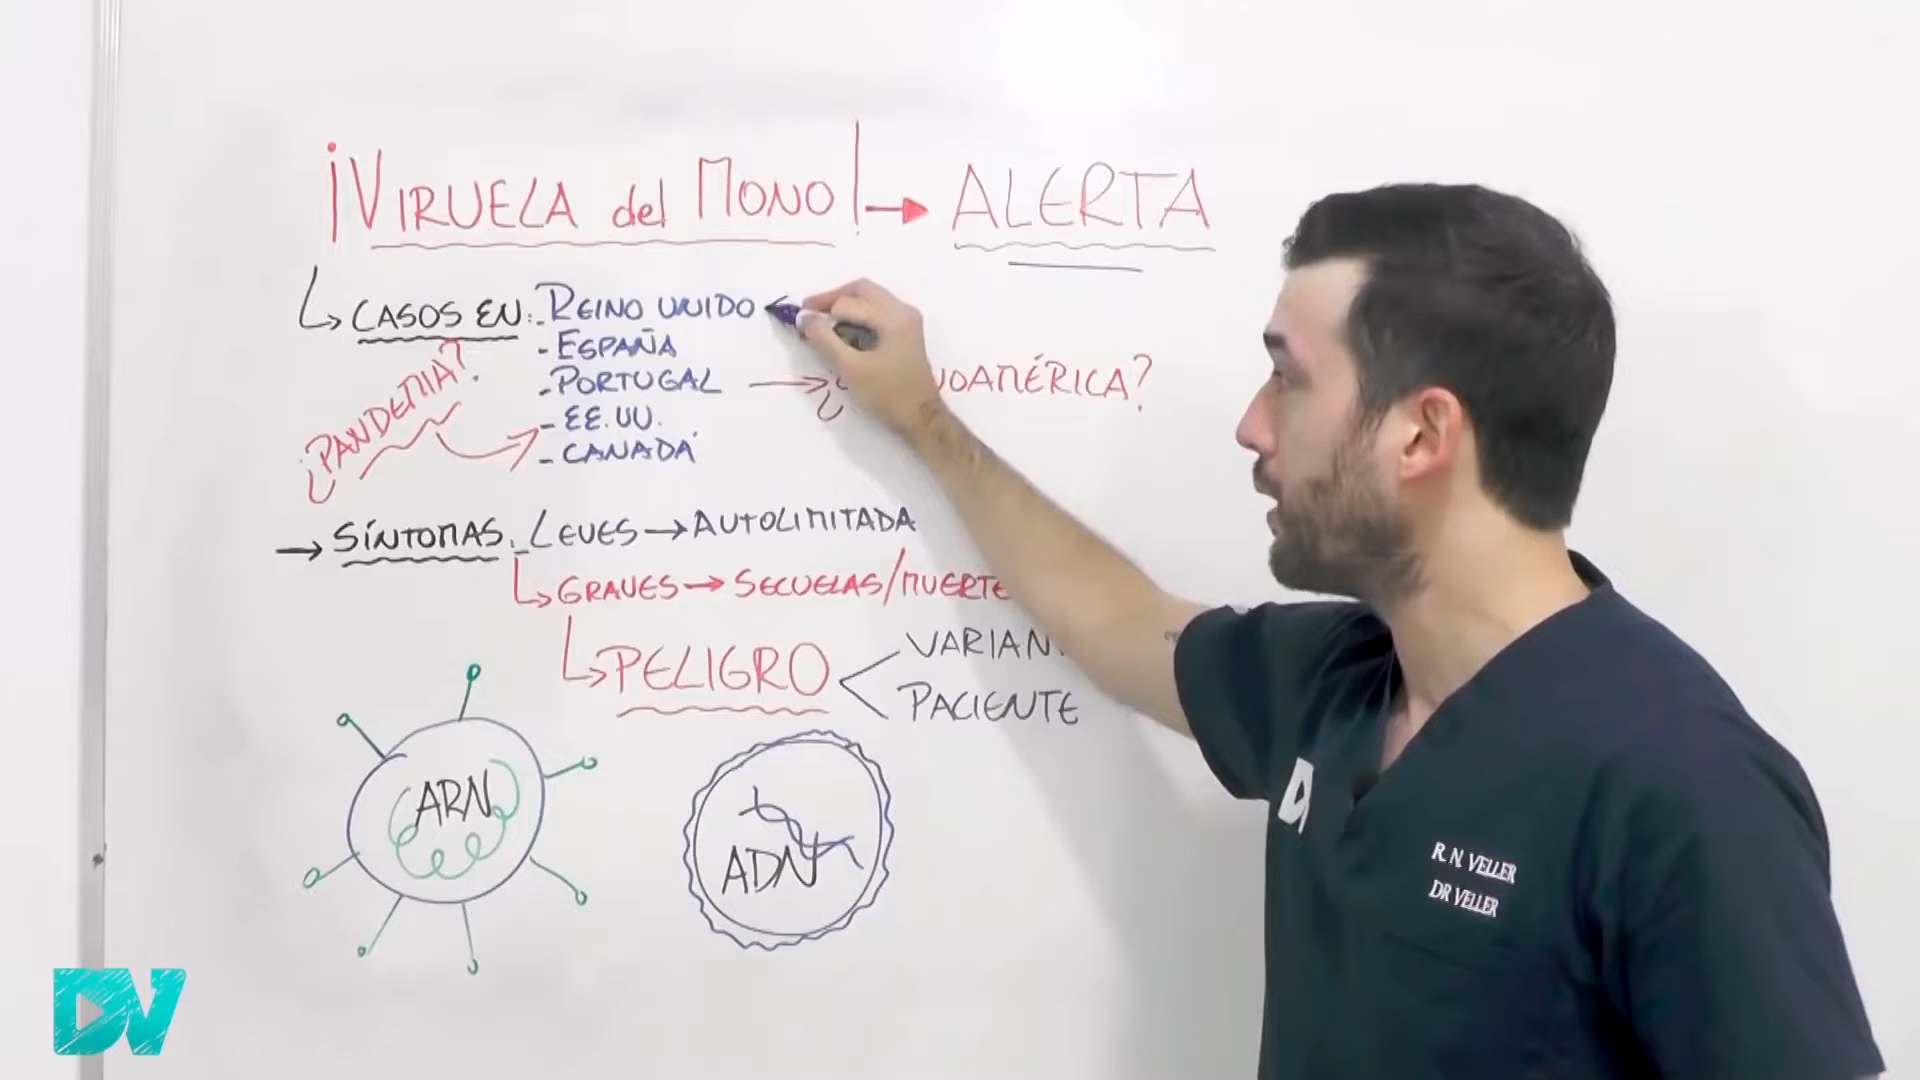 ¡VIRUELA del MONO! → ALERTA
↳ CASOS EN: - REINO UNIDO ←
- ESPAÑA
- PORTUGAL → ¿
AMÉRICA?
- EE.UU.
- CANADÁ
¿PANDEMIA?
→ SÍNTOMAS: - LEVES → AUTOLIMITADA
↳ GRAVES → SECUELAS/MUERTE
↳ PELIGRO < VARIAN
PACIENTE
ARN
ADN
R. N. VELLER
DR VELLER
DV